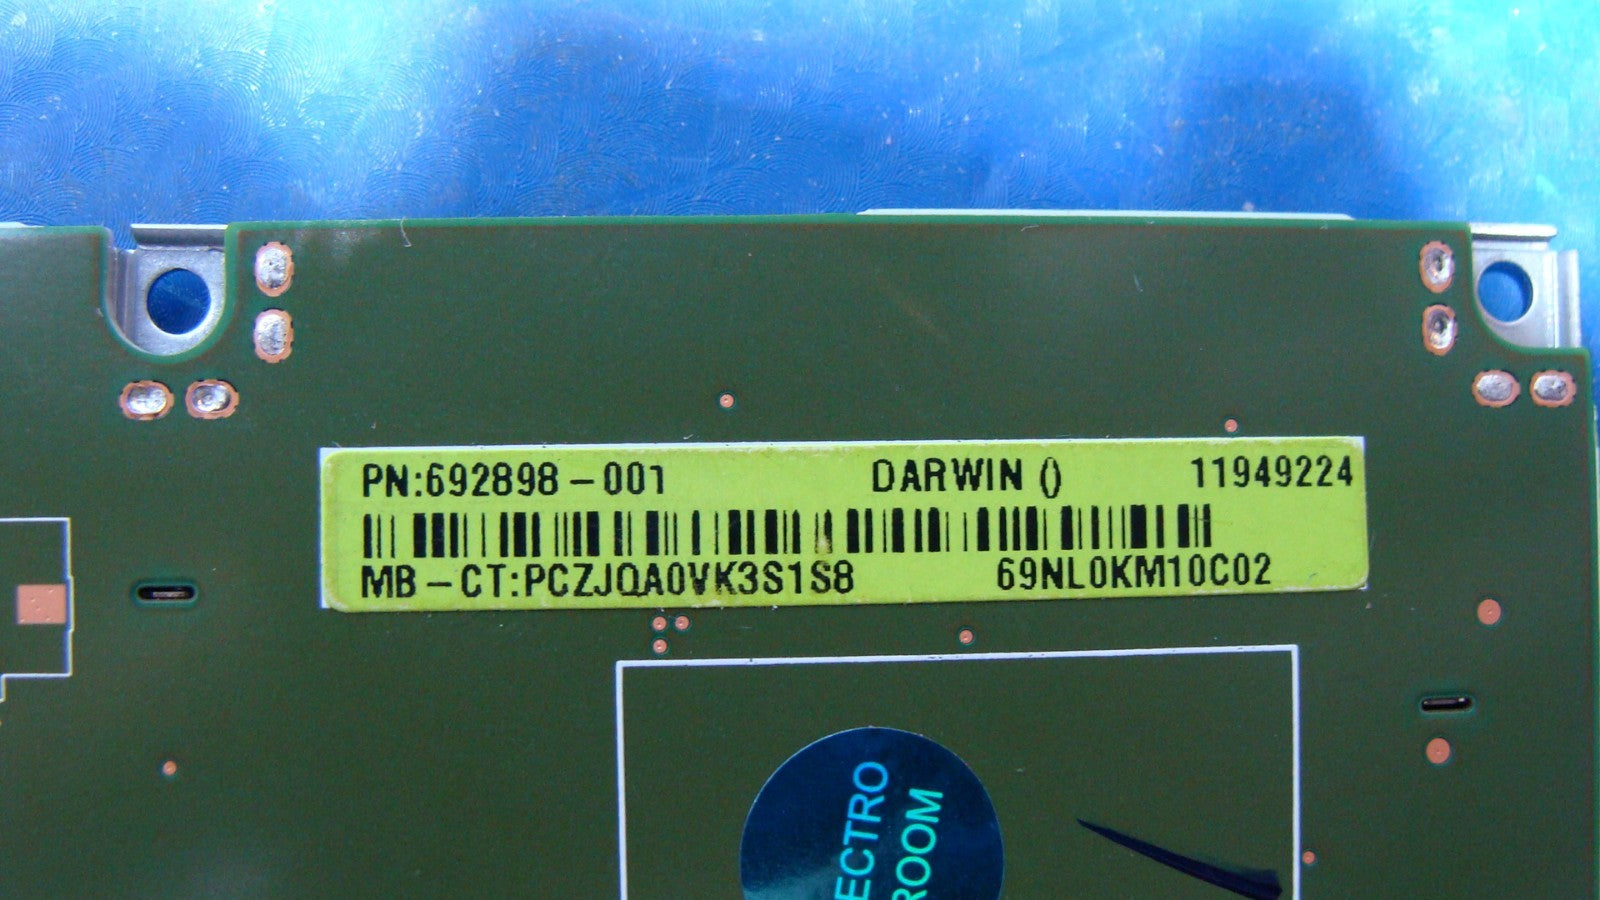 PN:692898-001 DARWIN () 11949224
MB-CT:PCZJQA0VK3S1S8 69NL0KM10C02
ECTRO
ROOM